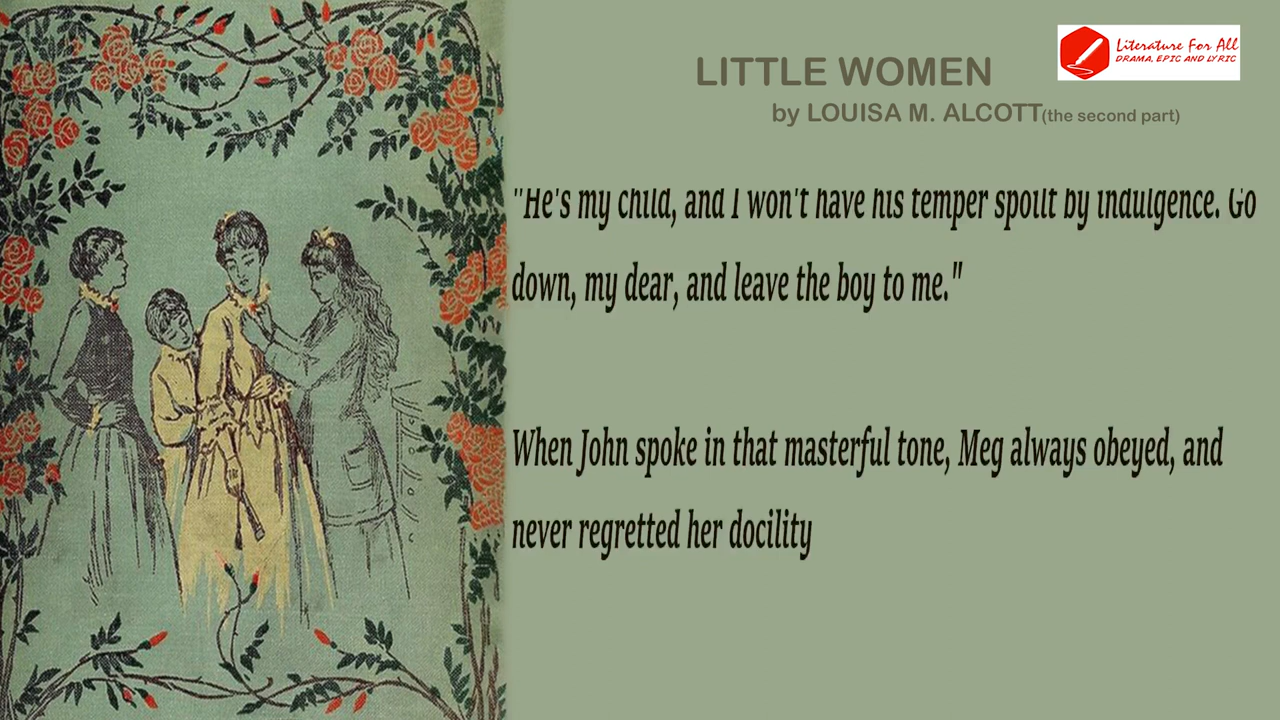 LITTLE WOMEN
by LOUISA M. ALCOTT(the second part)
Literature For All
DRAMA, EPIC AND LYRIC
"He's my child, and I won't have his temper spoilt by indulgence. Go
down, my dear, and leave the boy to me."
When John spoke in that masterful tone, Meg always obeyed, and
never regretted her docility